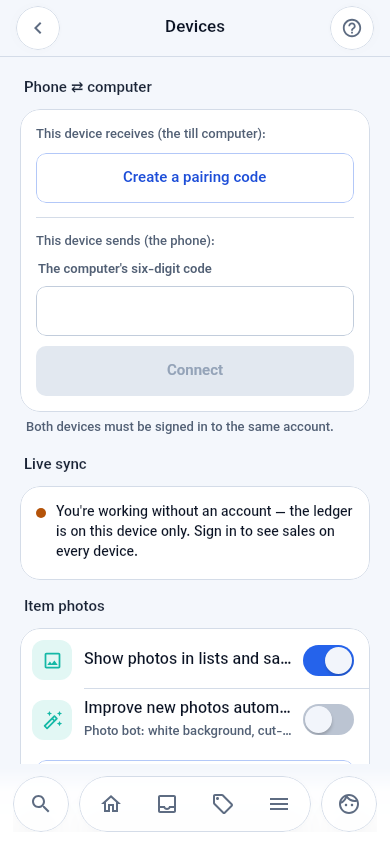 Devices
Phone ⇄ computer
This device receives (the till computer):
Create a pairing code
This device sends (the phone):
The computer's six-digit code
Connect
Both devices must be signed in to the same account.
Live sync
You're working without an account — the ledger
is on this device only. Sign in to see sales on
every device.
Item photos
Show photos in lists and sa…
Improve new photos autom…
Photo bot: white background, cut-…